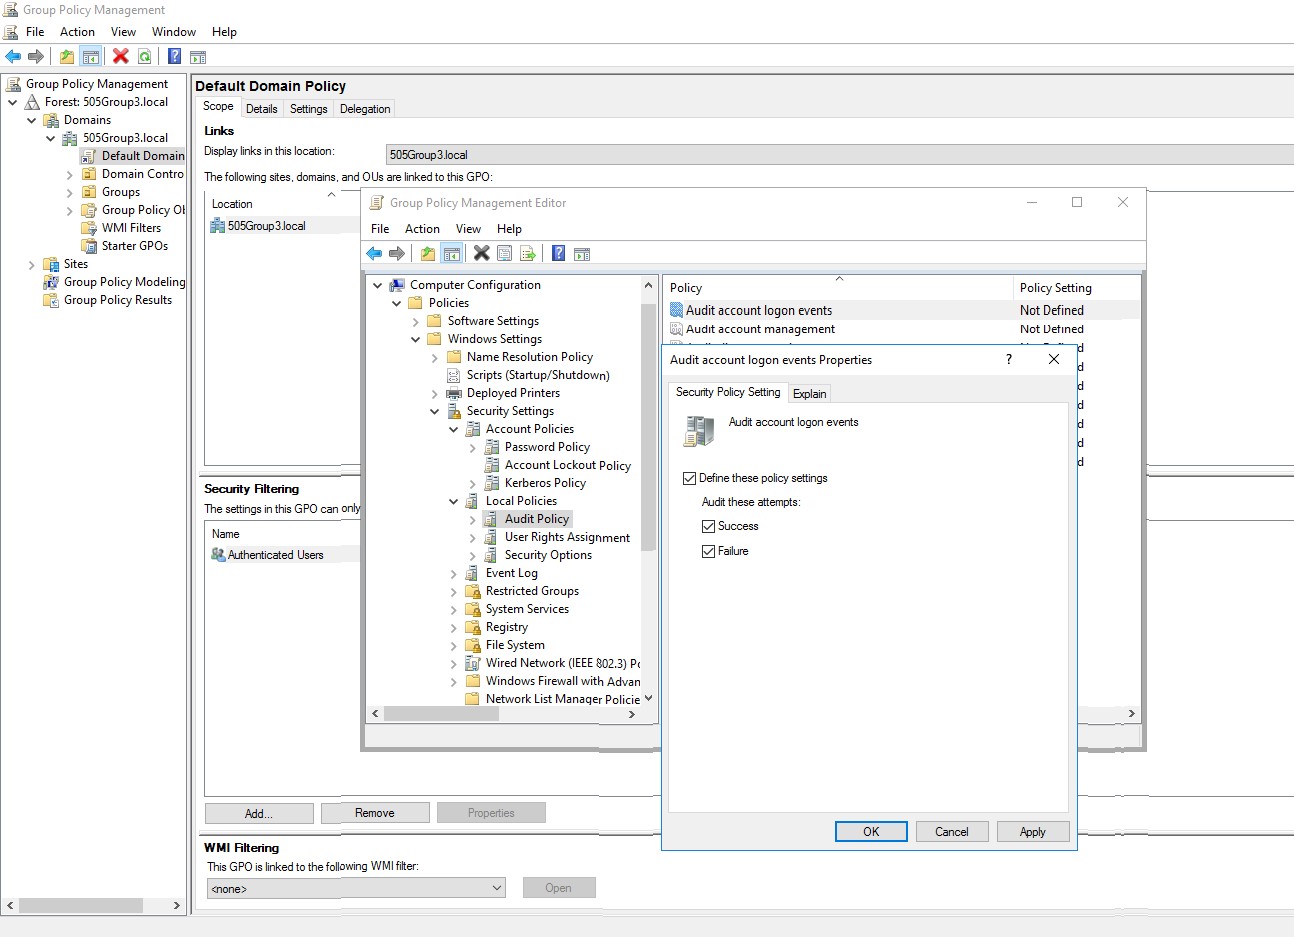 Group Policy Management
File Action View Window Help
Group Policy Management
Forest: 505Group3.local
Domains
505Group3.local
Default Domain
Domain Contro
Groups
Group Policy Ob
WMI Filters
Starter GPOs
Sites
Group Policy Modeling
Group Policy Results
Default Domain Policy
Scope Details Settings Delegation
Links
Display links in this location: 505Group3.local
The following sites, domains, and OUs are linked to this GPO:
Location
505Group3.local
Security Filtering
The settings in this GPO can only
Name
Authenticated Users
Add... Remove Properties
WMI Filtering
This GPO is linked to the following WMI filter:
<none> Open
Group Policy Management Editor
File Action View Help
Computer Configuration
Policies
Software Settings
Windows Settings
Name Resolution Policy
Scripts (Startup/Shutdown)
Deployed Printers
Security Settings
Account Policies
Password Policy
Account Lockout Policy
Kerberos Policy
Local Policies
Audit Policy
User Rights Assignment
Security Options
Event Log
Restricted Groups
System Services
Registry
File System
Wired Network (IEEE 802.3) Po
Windows Firewall with Advan
Network List Manager Policie
Policy Policy Setting
Audit account logon events Not Defined
Audit account management Not Defined
Audit account logon events Properties ?
Security Policy Setting Explain
Audit account logon events
Define these policy settings
Audit these attempts:
Success
Failure
OK Cancel Apply